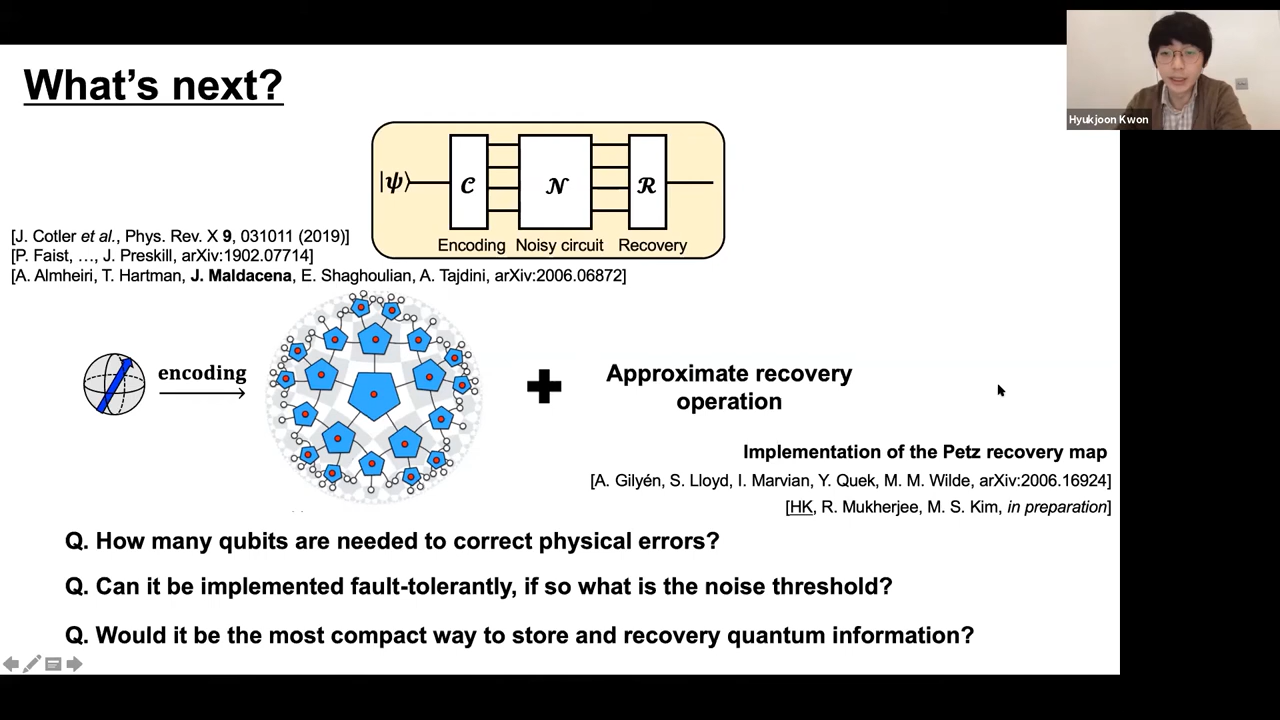 What's next?
Hyukjoon Kwon
|ψ⟩
𝒞
𝒩
ℛ
Encoding Noisy circuit Recovery
[J. Cotler et al., Phys. Rev. X 9, 031011 (2019)]
[P. Faist, …, J. Preskill, arXiv:1902.07714]
[A. Almheiri, T. Hartman, J. Maldacena, E. Shaghoulian, A. Tajdini, arXiv:2006.06872]
encoding
Approximate recovery
operation
Implementation of the Petz recovery map
[A. Gilyén, S. Lloyd, I. Marvian, Y. Quek, M. M. Wilde, arXiv:2006.16924]
[HK, R. Mukherjee, M. S. Kim, in preparation]
Q. How many qubits are needed to correct physical errors?
Q. Can it be implemented fault-tolerantly, if so what is the noise threshold?
Q. Would it be the most compact way to store and recovery quantum information?